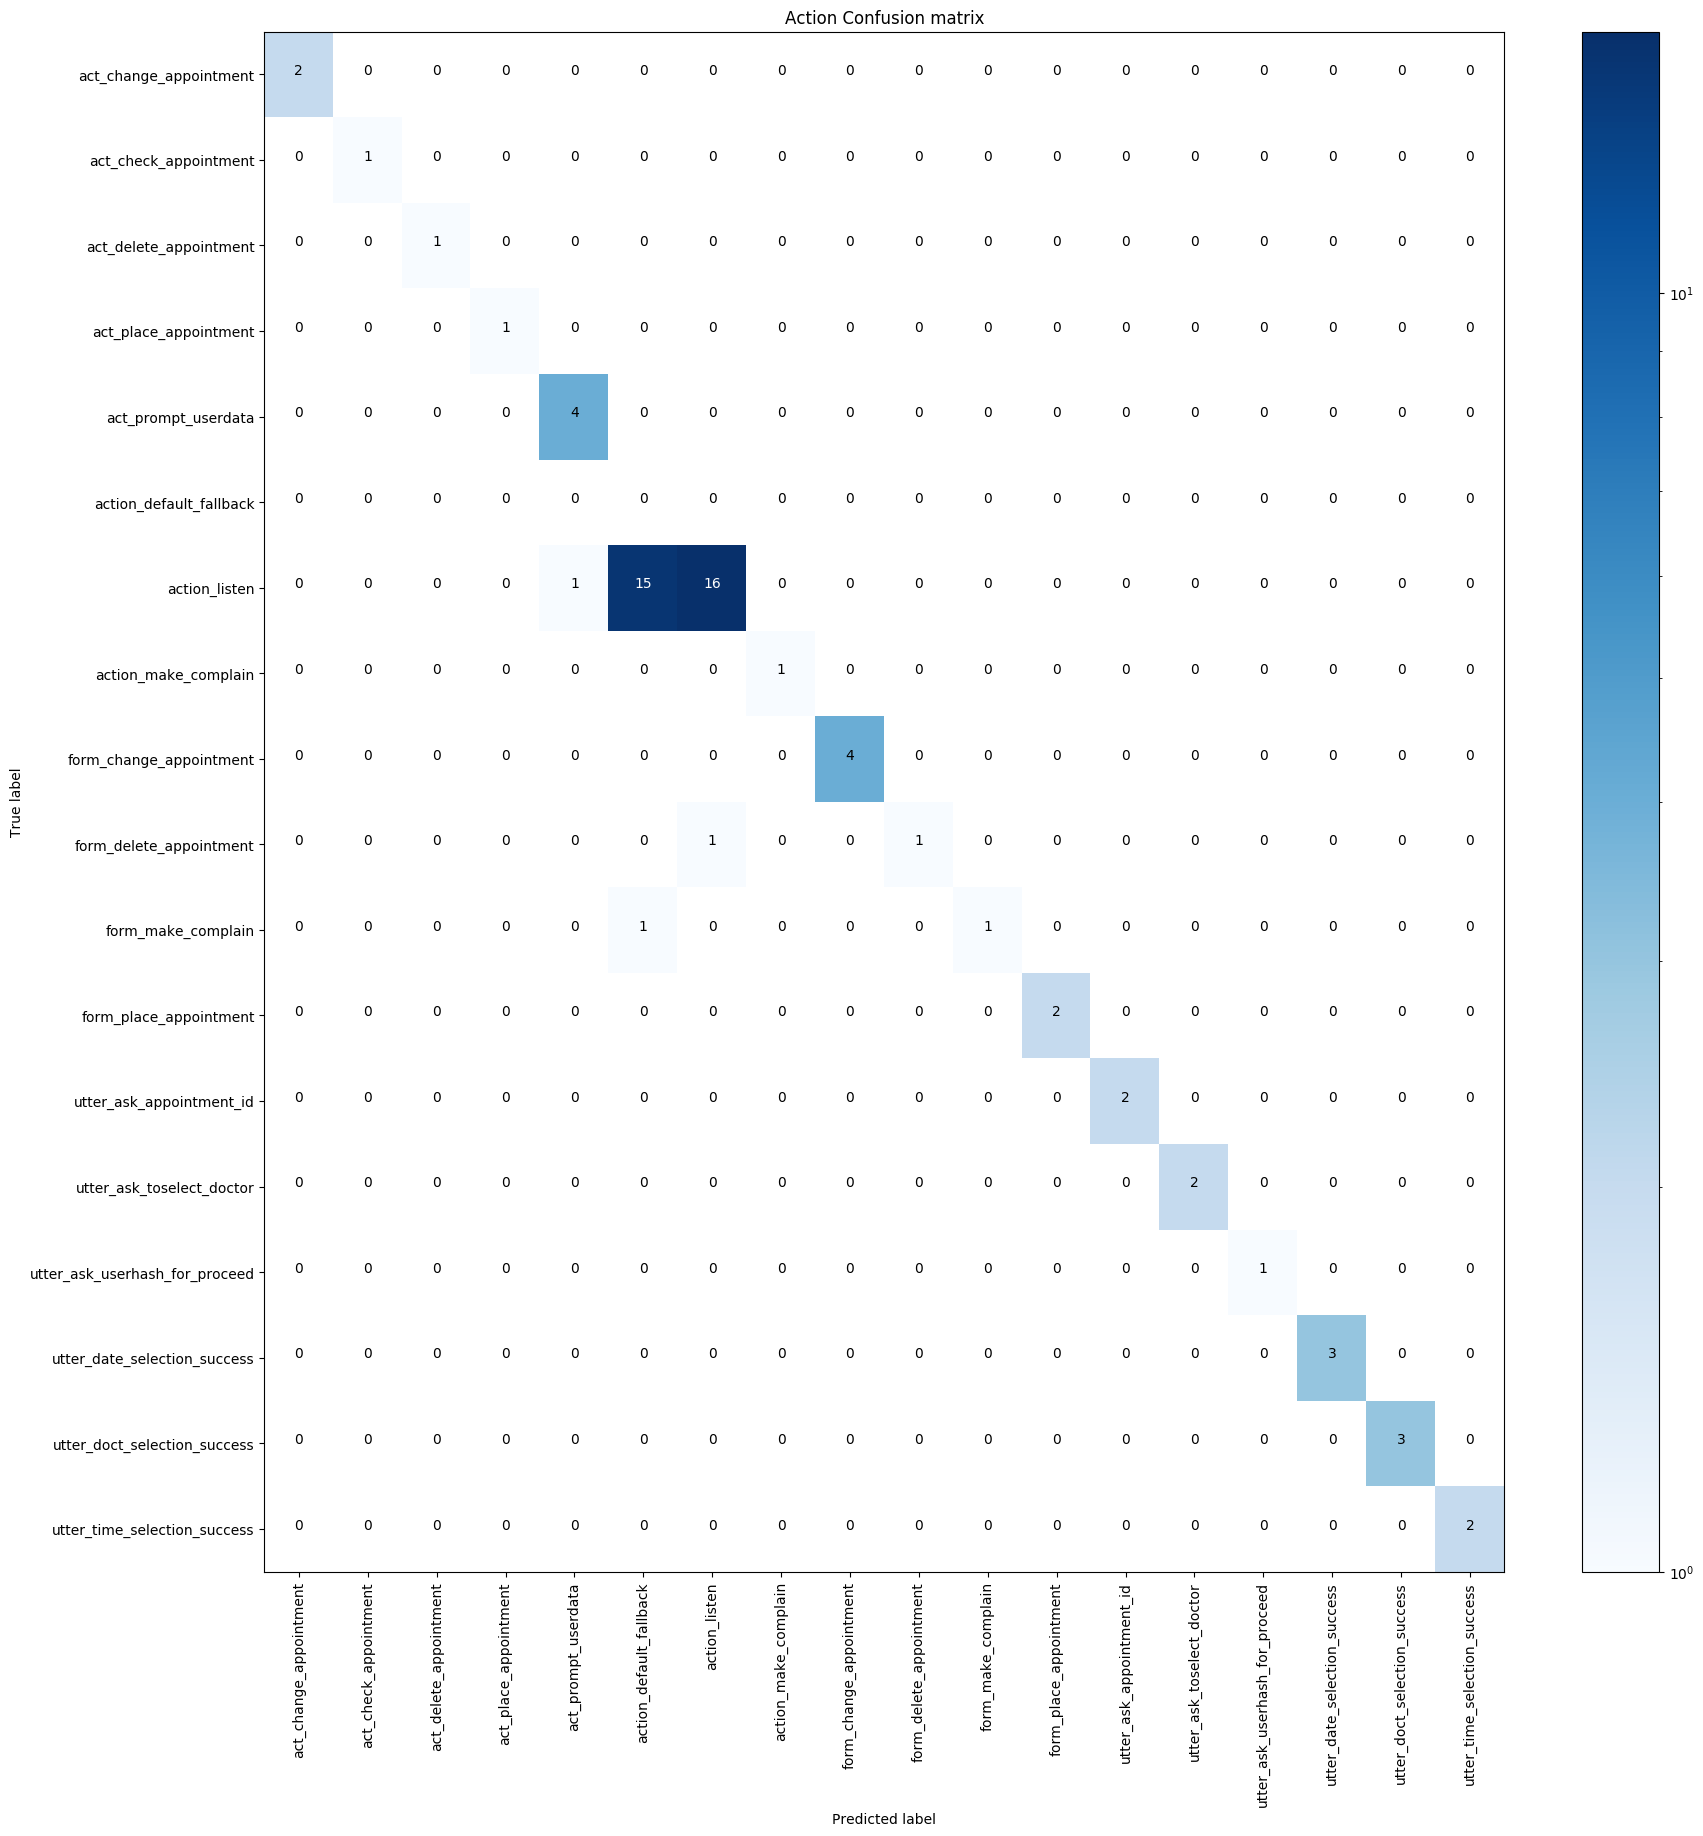 Action Confusion matrix
act_change_appointment 2 0 0 0 0 0 0 0 0 0 0 0 0 0 0 0 0 0
act_check_appointment 0 1 0 0 0 0 0 0 0 0 0 0 0 0 0 0 0 0
act_delete_appointment 0 0 1 0 0 0 0 0 0 0 0 0 0 0 0 0 0 0
10¹
act_place_appointment 0 0 0 1 0 0 0 0 0 0 0 0 0 0 0 0 0 0
act_prompt_userdata 0 0 0 0 4 0 0 0 0 0 0 0 0 0 0 0 0 0
action_default_fallback 0 0 0 0 0 0 0 0 0 0 0 0 0 0 0 0 0 0
action_listen 0 0 0 0 1 15 16 0 0 0 0 0 0 0 0 0 0 0
action_make_complain 0 0 0 0 0 0 0 1 0 0 0 0 0 0 0 0 0 0
form_change_appointment 0 0 0 0 0 0 0 0 4 0 0 0 0 0 0 0 0 0
True label
form_delete_appointment 0 0 0 0 0 0 1 0 0 1 0 0 0 0 0 0 0 0
form_make_complain 0 0 0 0 0 1 0 0 0 0 1 0 0 0 0 0 0 0
form_place_appointment 0 0 0 0 0 0 0 0 0 0 0 2 0 0 0 0 0 0
utter_ask_appointment_id 0 0 0 0 0 0 0 0 0 0 0 0 2 0 0 0 0 0
utter_ask_toselect_doctor 0 0 0 0 0 0 0 0 0 0 0 0 0 2 0 0 0 0
utter_ask_userhash_for_proceed 0 0 0 0 0 0 0 0 0 0 0 0 0 0 1 0 0 0
utter_date_selection_success 0 0 0 0 0 0 0 0 0 0 0 0 0 0 0 3 0 0
utter_doct_selection_success 0 0 0 0 0 0 0 0 0 0 0 0 0 0 0 0 3 0
utter_time_selection_success 0 0 0 0 0 0 0 0 0 0 0 0 0 0 0 0 0 2
10⁰
act_change_appointment
act_check_appointment
act_delete_appointment
act_place_appointment
act_prompt_userdata
action_default_fallback
action_listen
action_make_complain
form_change_appointment
form_delete_appointment
form_make_complain
form_place_appointment
utter_ask_appointment_id
utter_ask_toselect_doctor
utter_ask_userhash_for_proceed
utter_date_selection_success
utter_doct_selection_success
utter_time_selection_success
Predicted label